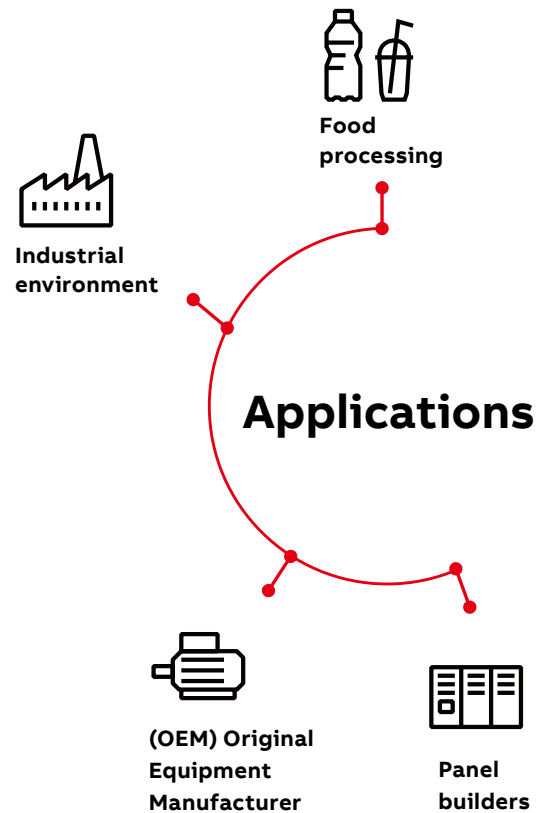 Food
processing
Industrial
environment
Applications
(OEM) Original
Equipment
Manufacturer
Panel
builders